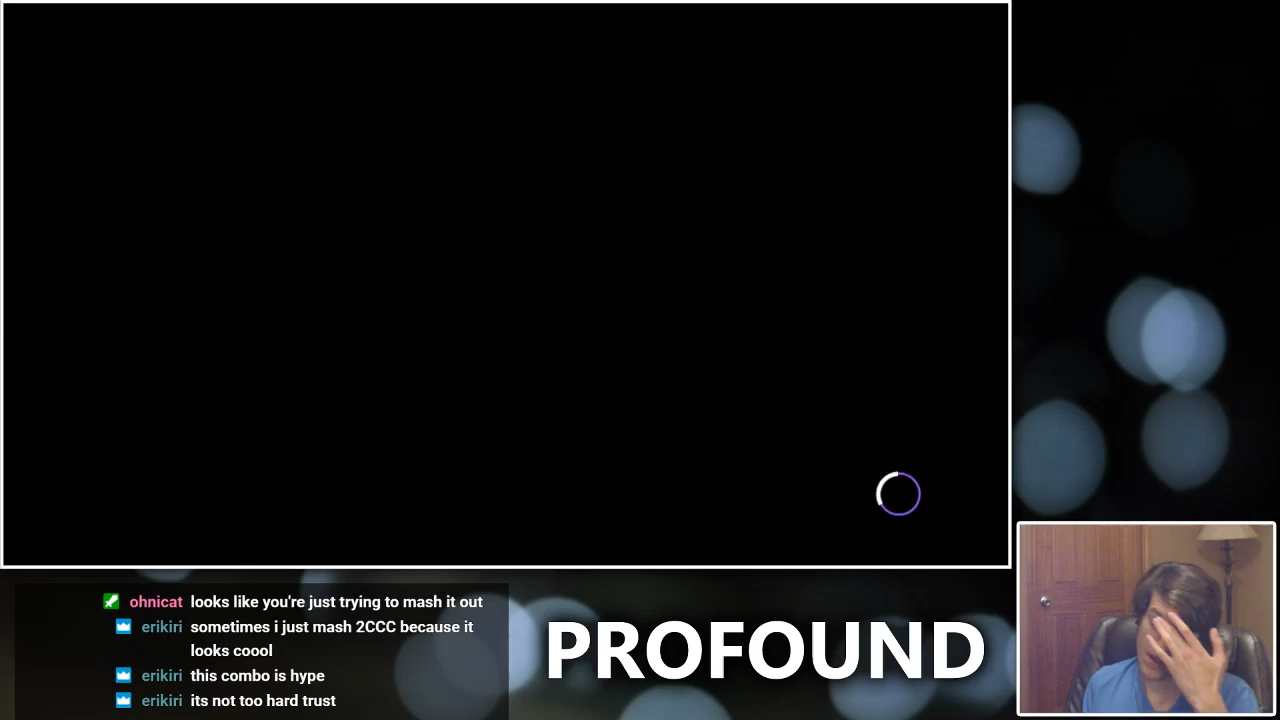 ohnicat looks like you're just trying to mash it out
erikiri sometimes i just mash 2CCC because it
looks coool
erikiri this combo is hype
erikiri its not too hard trust
PROFOUND